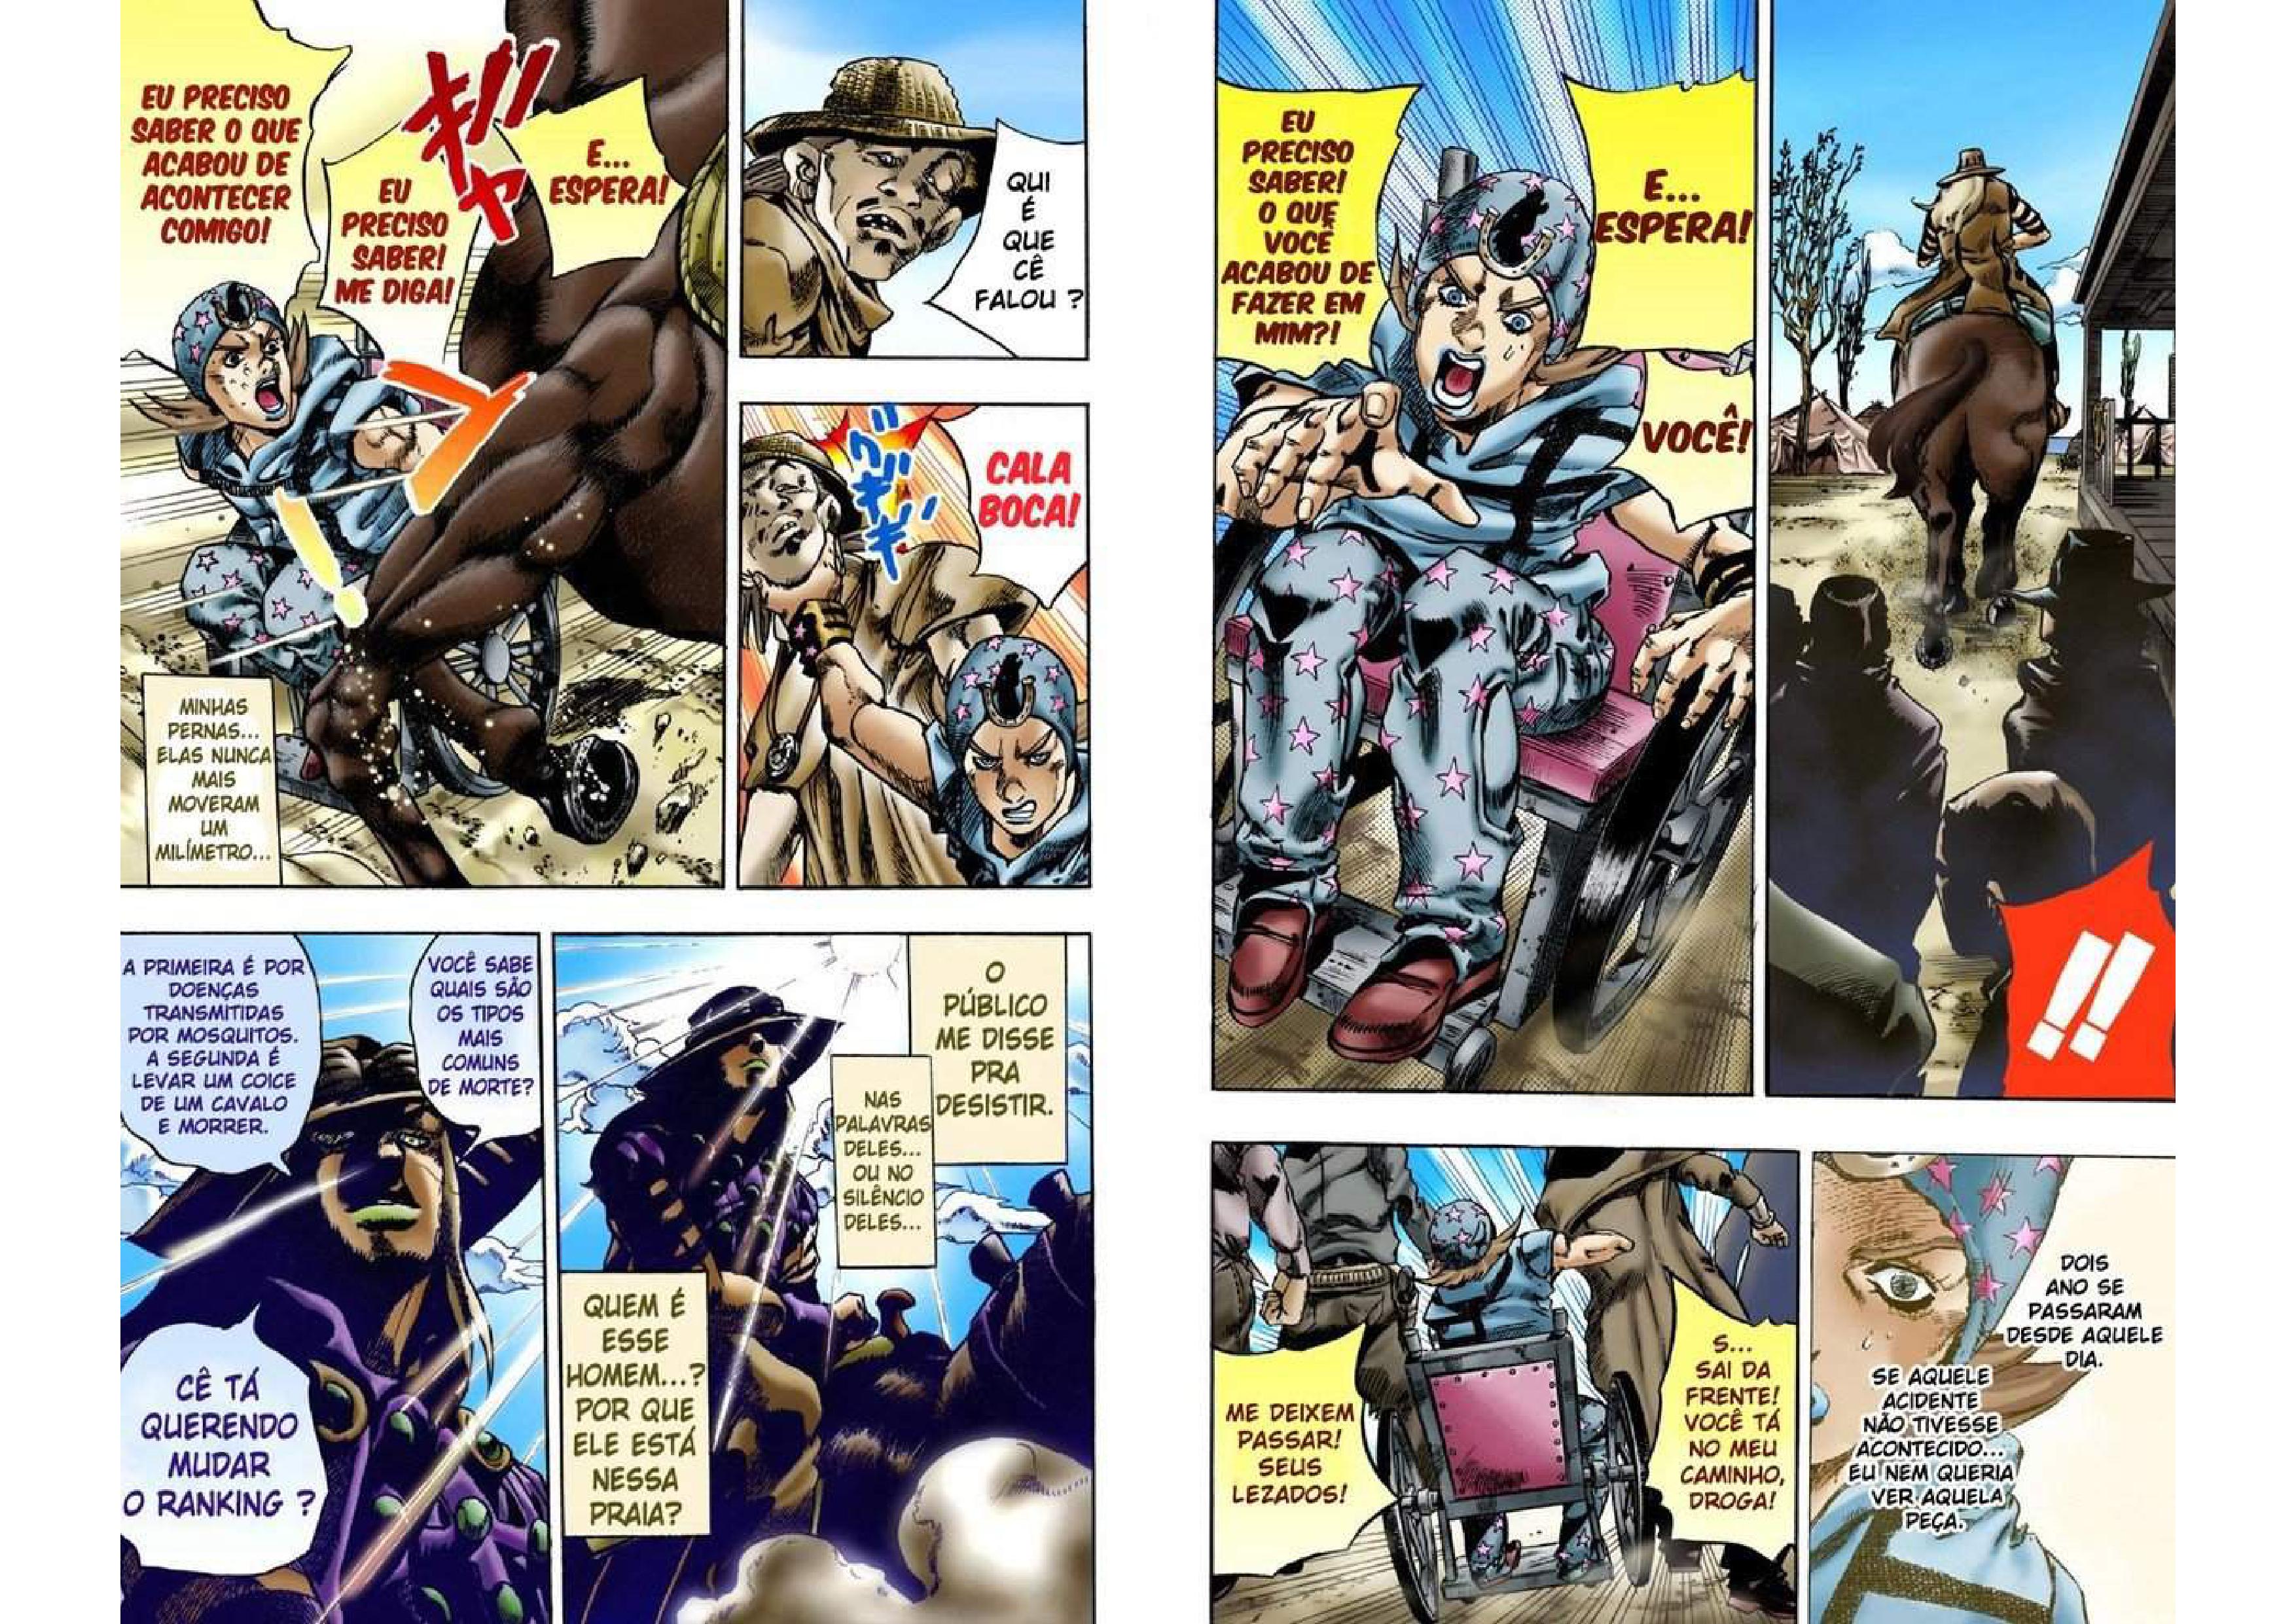 !!
E...
ESPERA!
EU
PRECISO
SABER!
O QUE
VOCÊ
ACABOU DE
FAZER EM
MIM?!
VOCÊ!
DOIS
ANO SE
PASSARAM
DESDE AQUELE
DIA.
SE AQUELE
ACIDENTE
NÃO TIVESSE
ACONTECIDO...
EU NEM QUERIA
VER AQUELA
PEÇA.
S...
SAI DA
FRENTE!
VOCÊ TÁ
NO MEU
CAMINHO,
DROGA!
ME DEIXEM
PASSAR!
SEUS
LEZADOS!
QUI
É
QUE
CÊ
FALOU ?
CALA
BOCA!
グギギ
E...
ESPERA!
EU
PRECISO
SABER!
ME DIGA!
EU PRECISO
SABER O QUE
ACABOU DE
ACONTECER
COMIGO!
MINHAS
PERNAS...
ELAS NUNCA
MAIS
MOVERAM
UM
MILÍMETRO...
O
PÚBLICO
ME DISSE
PRA
DESISTIR.
NAS
PALAVRAS
DELES...
OU NO
SILÊNCIO
DELES...
QUEM É
ESSE
HOMEM...?
POR QUE
ELE ESTÁ
NESSA
PRAIA?
VOCÊ SABE
QUAIS SÃO
OS TIPOS
MAIS
COMUNS
DE MORTE?
A PRIMEIRA É POR
DOENÇAS
TRANSMITIDAS
POR MOSQUITOS.
A SEGUNDA É
LEVAR UM COICE
DE UM CAVALO
E MORRER.
CÊ TÁ
QUERENDO
MUDAR
O RANKING ?